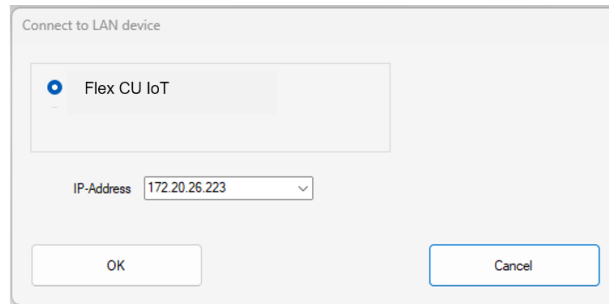 Connect to LAN device
Flex CU IoT
IP-Address 172.20.26.223
OK Cancel